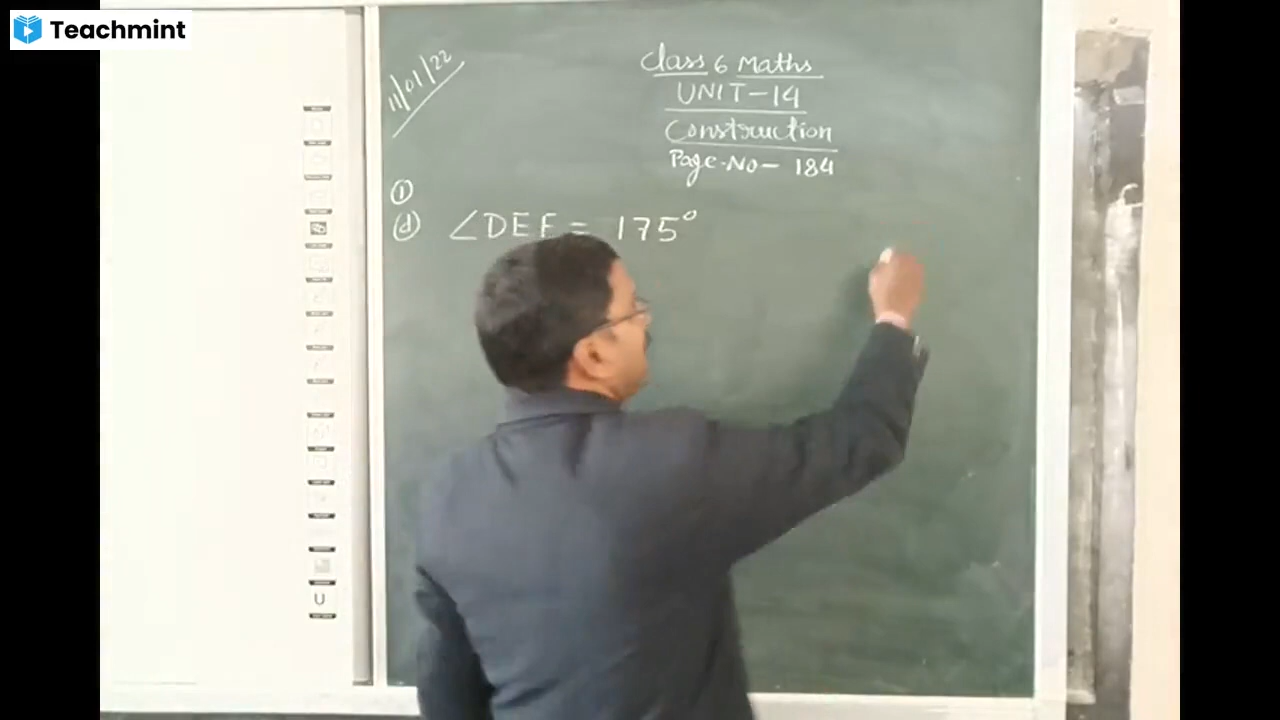 Teachmint
11/01/22
Class 6 Maths
UNIT-14
Construction
Page-No- 184
①
ⓓ ∠DEF = 175°
U